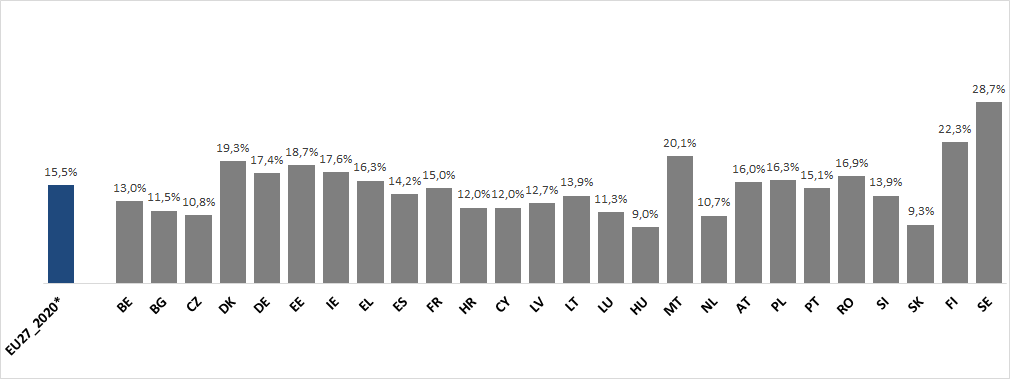 28,7%
22,3%
20,1%
19,3%
18,7%
17,4%
17,6%
16,3%
16,0%
16,3%
16,9%
15,5%
15,0%
15,1%
14,2%
13,9%
13,9%
13,0%
12,7%
12,0%
12,0%
11,5%
11,3%
10,8%
10,7%
9,3%
9,0%
EU27_2020*
BE
BG
CZ
DK
DE
EE
IE
EL
ES
FR
HR
CY
LV
LT
LU
HU
MT
NL
AT
PL
PT
RO
SI
SK
FI
SE